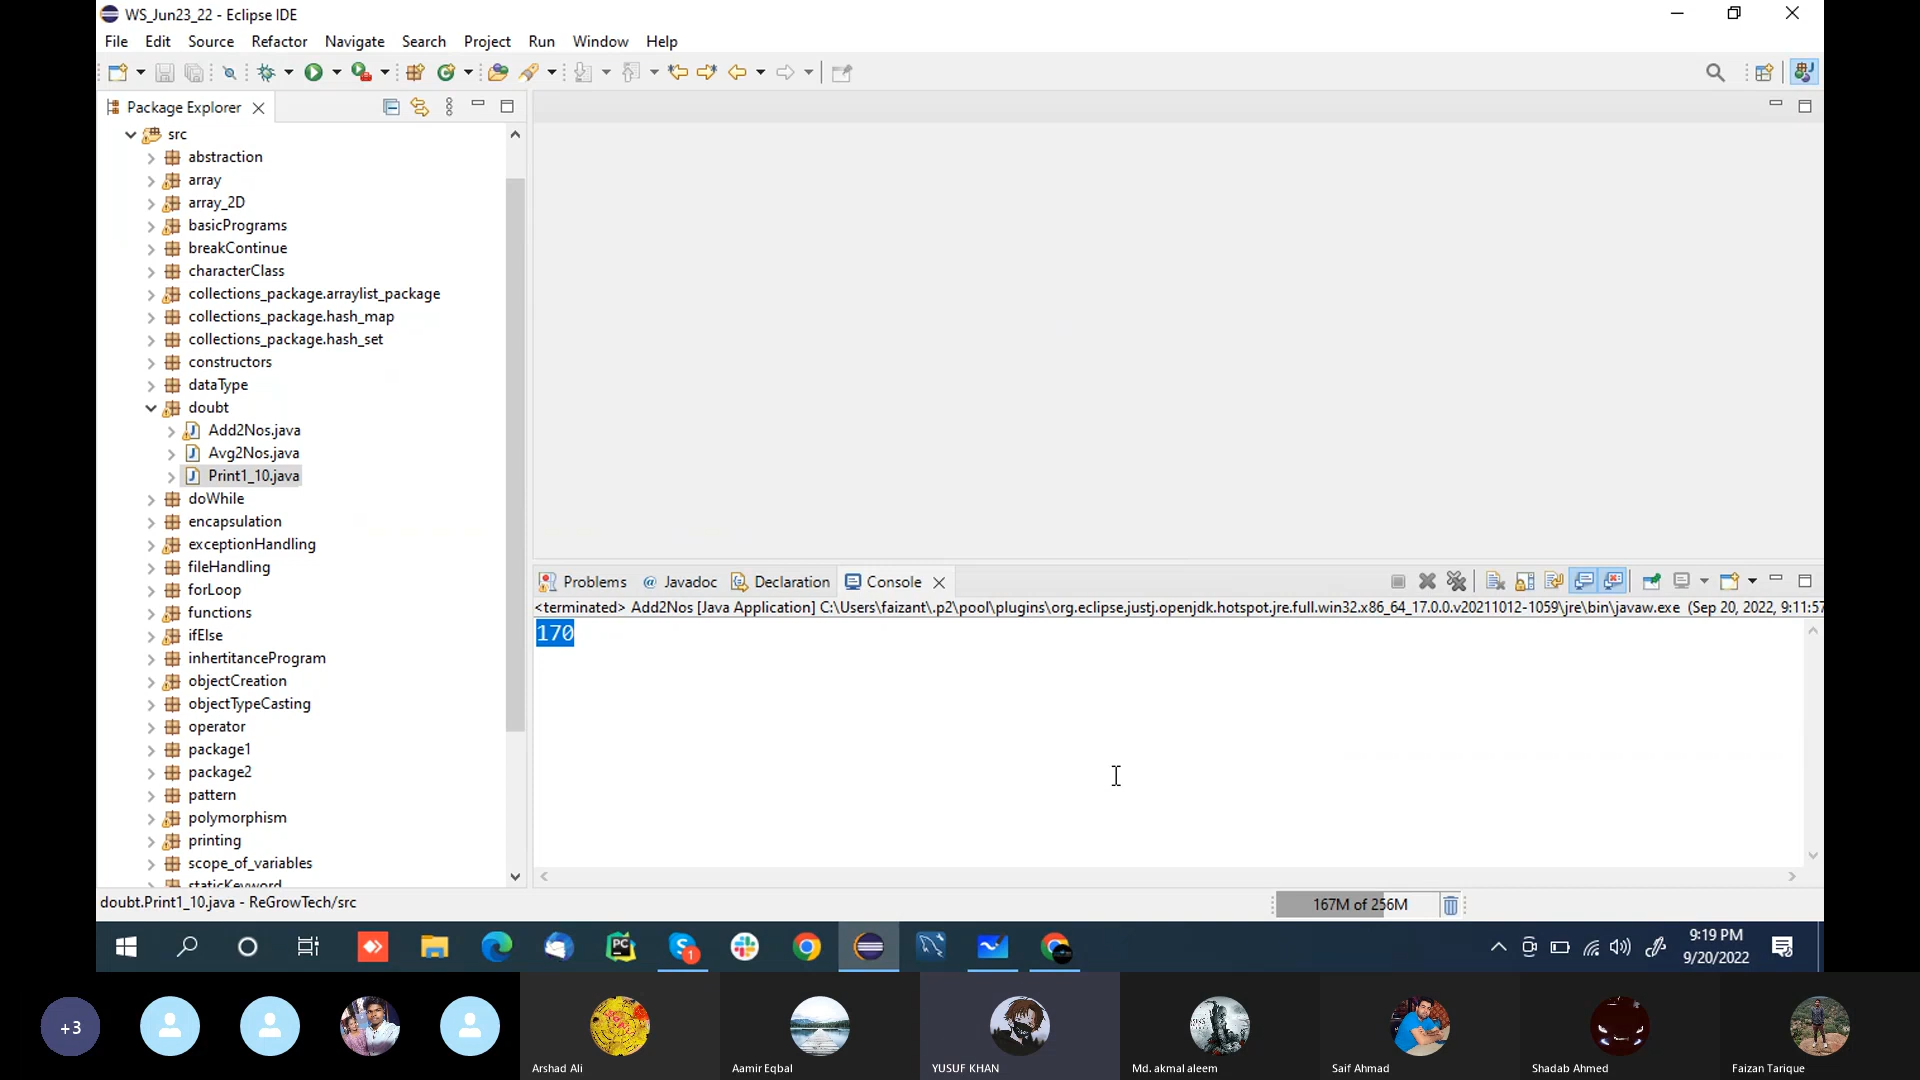 WS_Jun23_22 - Eclipse IDE
File Edit Source Refactor Navigate Search Project Run Window Help
Package Explorer
src
abstraction
array
array_2D
basicPrograms
breakContinue
characterClass
collections_package.arraylist_package
collections_package.hash_map
collections_package.hash_set
constructors
dataType
doubt
Add2Nos.java
Avg2Nos.java
Print1_10.java
doWhile
encapsulation
exceptionHandling
fileHandling
forLoop
functions
ifElse
inhertitanceProgram
objectCreation
objectTypeCasting
operator
package1
package2
pattern
polymorphism
printing
scope_of_variables
staticKeyword
Problems Javadoc Declaration Console
<terminated> Add2Nos [Java Application] C:\Users\faizant\.p2\pool\plugins\org.eclipse.justj.openjdk.hotspot.jre.full.win32.x86_64_17.0.0.v20211012-1059\jre\bin\javaw.exe (Sep 20, 2022, 9:11:57
170
doubt.Print1_10.java - ReGrowTech/src
167M of 256M
9:19 PM
9/20/2022
+3
Arshad Ali
Aamir Eqbal
YUSUF KHAN
Md. akmal aleem
Saif Ahmad
Shadab Ahmed
Faizan Tarique